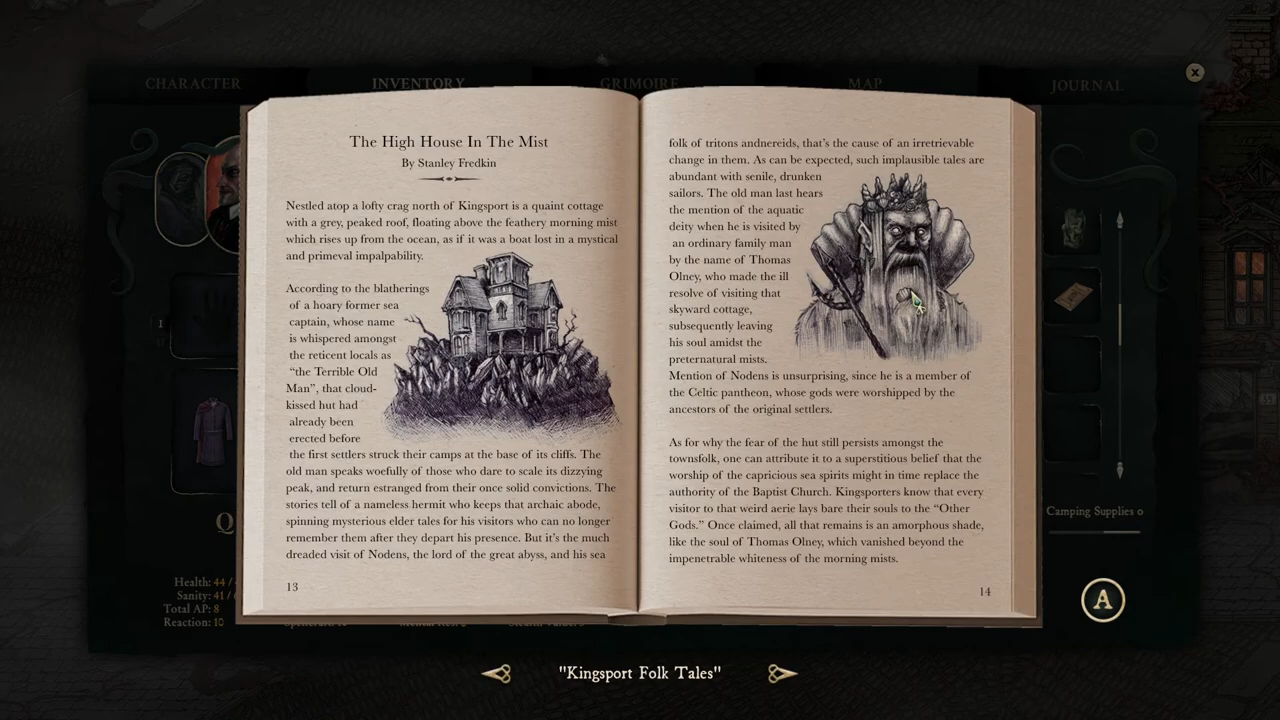 CHARACTER
INVENTORY
GRIMOIRE
MAP
JOURNAL
The High House In The Mist
By Stanley Fredkin
Nestled atop a lofty crag north of Kingsport is a quaint cottage
with a grey, peaked roof, floating above the feathery morning mist
which rises up from the ocean, as if it was a boat lost in a mystical
and primeval impalpability.
According to the blatherings
of a hoary former sea
captain, whose name
is whispered amongst
the reticent locals as
“the Terrible Old
Man”, that cloud-
kissed hut had
already been
erected before
the first settlers struck their camps at the base of its cliffs. The
old man speaks woefully of those who dare to scale its dizzying
peak, and return estranged from their once solid convictions. The
stories tell of a nameless hermit who keeps that archaic abode,
spinning mysterious elder tales for his visitors who can no longer
remember them after they depart his presence. But it’s the much
dreaded visit of Nodens, the lord of the great abyss, and his sea
13
folk of tritons andnereids, that’s the cause of an irretrievable
change in them. As can be expected, such implausible tales are
abundant with senile, drunken
sailors. The old man last hears
the mention of the aquatic
deity when he is visited by
an ordinary family man
by the name of Thomas
Olney, who made the ill
resolve of visiting that
skyward cottage,
subsequently leaving
his soul amidst the
preternatural mists.
Mention of Nodens is unsurprising, since he is a member of
the Celtic pantheon, whose gods were worshipped by the
ancestors of the original settlers.
As for why the fear of the hut still persists amongst the
townsfolk, one can attribute it to a superstitious belief that the
worship of the capricious sea spirits might in time replace the
authority of the Baptist Church. Kingsporters know that every
visitor to that weird aerie lays bare their souls to the “Other
Gods.” Once claimed, all that remains is an amorphous shade,
like the soul of Thomas Olney, which vanished beyond the
impenetrable whiteness of the morning mists.
14
Health: 44 /
Sanity: 41 /
Total AP: 8
Reaction: 10
Camping Supplies 0
A
"Kingsport Folk Tales"